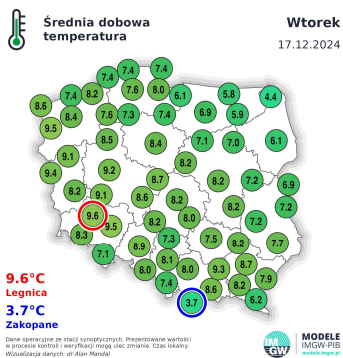 Średnia dobowa
temperatura
Wtorek
17.12.2024
7.4 7.4 7.4
8.6 7.4 8.2 7.6 8.0 6.1 5.8 4.4
9.5 8.4 7.6 7.3 7.4 6.9 5.9
9.1 8.5 8.4 7.1 7.0 6.1
9.4 9.2 8.7 8.2 8.2 7.2 6.9
8.2 9.1 8.6 8.2 8.2 7.2
9.6 9.5 8.2 8.0 7.2
8.3 8.9 7.3 7.5 8.2 7.7
7.1 8.0 8.1 8.0 9.3 8.7 7.9
7.4 8.6 8.2 6.2
3.7
9.6°C
Legnica
3.7°C
Zakopane
Dane operacyjne ze stacji synoptycznych. Prezentowane wartości
w procesie kontroli i weryfikacji mogą ulec zmianie. Czas lokalny.
Wizualizacja danych: dr Alan Mandal
IM
GW
MODELE
IMGW-PIB
modele.imgw.pl